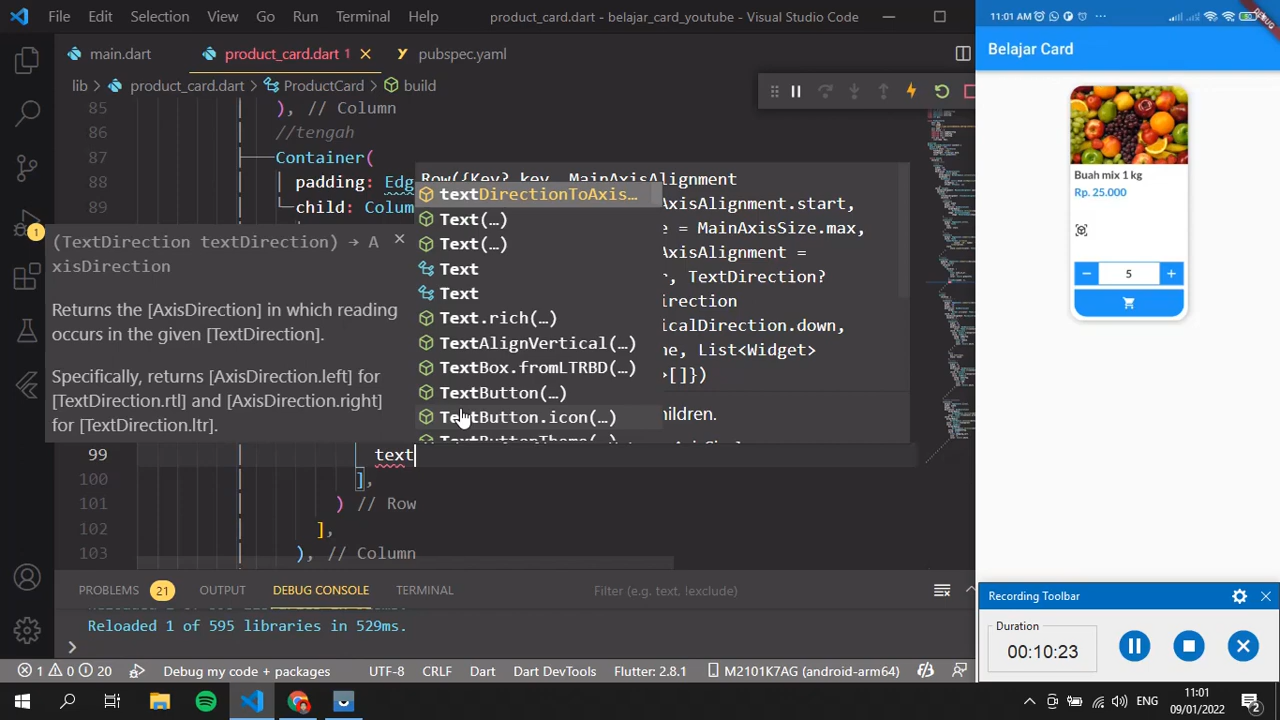 File Edit Selection View Go Run Terminal Help product_card.dart - belajar_card_youtube - Visual Studio Code
main.dart product_card.dart 1 pubspec.yaml
lib > product_card.dart > ProductCard > build
85 ), // Column
86 //tengah
87 Container(
88 padding: Edg
89 child: Colum
Row({Key? key, MainAxisAlignment
AxisAlignment.start,
e = MainAxisSize.max,
AxisAlignment =
r, TextDirection?
irection
icalDirection.down,
ne, List<Widget>
[]})
hildren.
textDirectionToAxis…
Text(…)
Text(…)
Text
Text
Text.rich(…)
TextAlignVertical(…)
TextBox.fromLTRBD(…)
TextButton(…)
TextButton.icon(…)
TextButtonTheme(…)
(TextDirection textDirection) → A
xisDirection
Returns the [AxisDirection] in which reading
occurs in the given [TextDirection].
Specifically, returns [AxisDirection.left] for
[TextDirection.rtl] and [AxisDirection.right]
for [TextDirection.ltr].
1
99 text
100 ],
101 ) // Row
102 ],
103 ), // Column
PROBLEMS 21 OUTPUT DEBUG CONSOLE TERMINAL Filter (e.g. text, !exclude)
Reloaded 1 of 595 libraries in 529ms.
>
1 0 20 Debug my code + packages UTF-8 CRLF Dart Dart DevTools Flutter: 2.8.1 M2101K7AG (android-arm64)
11:01 AM
DEBUG
Belajar Card
Buah mix 1 kg
Rp. 25.000
− 5 +
Recording Toolbar
Duration
00:10:23
ENG
11:01
09/01/2022
2